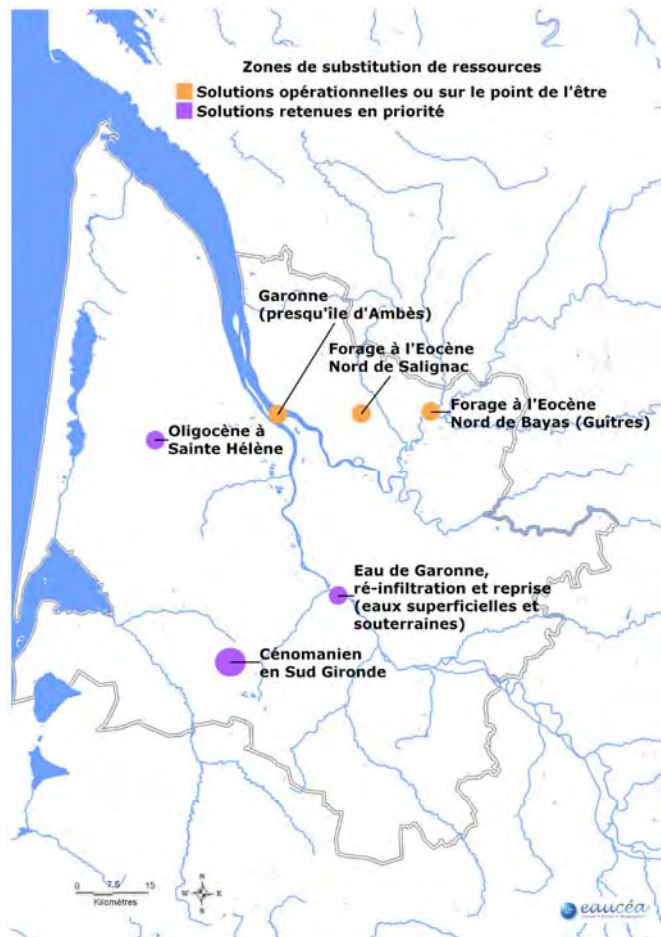 Zones de substitution de ressources
Solutions opérationnelles ou sur le point de l'être
Solutions retenues en priorité
Garonne
(presqu'île d'Ambès)
Forage à l'Eocène
Nord de Salignac
Forage à l'Eocène
Nord de Bayas (Guîtres)
Oligocène à
Sainte Hélène
Eau de Garonne,
ré-infiltration et reprise
(eaux superficielles et
souterraines)
Cénomanien
en Sud Gironde
0 7.5 15
Kilomètres
N
W E
S
eaucéa